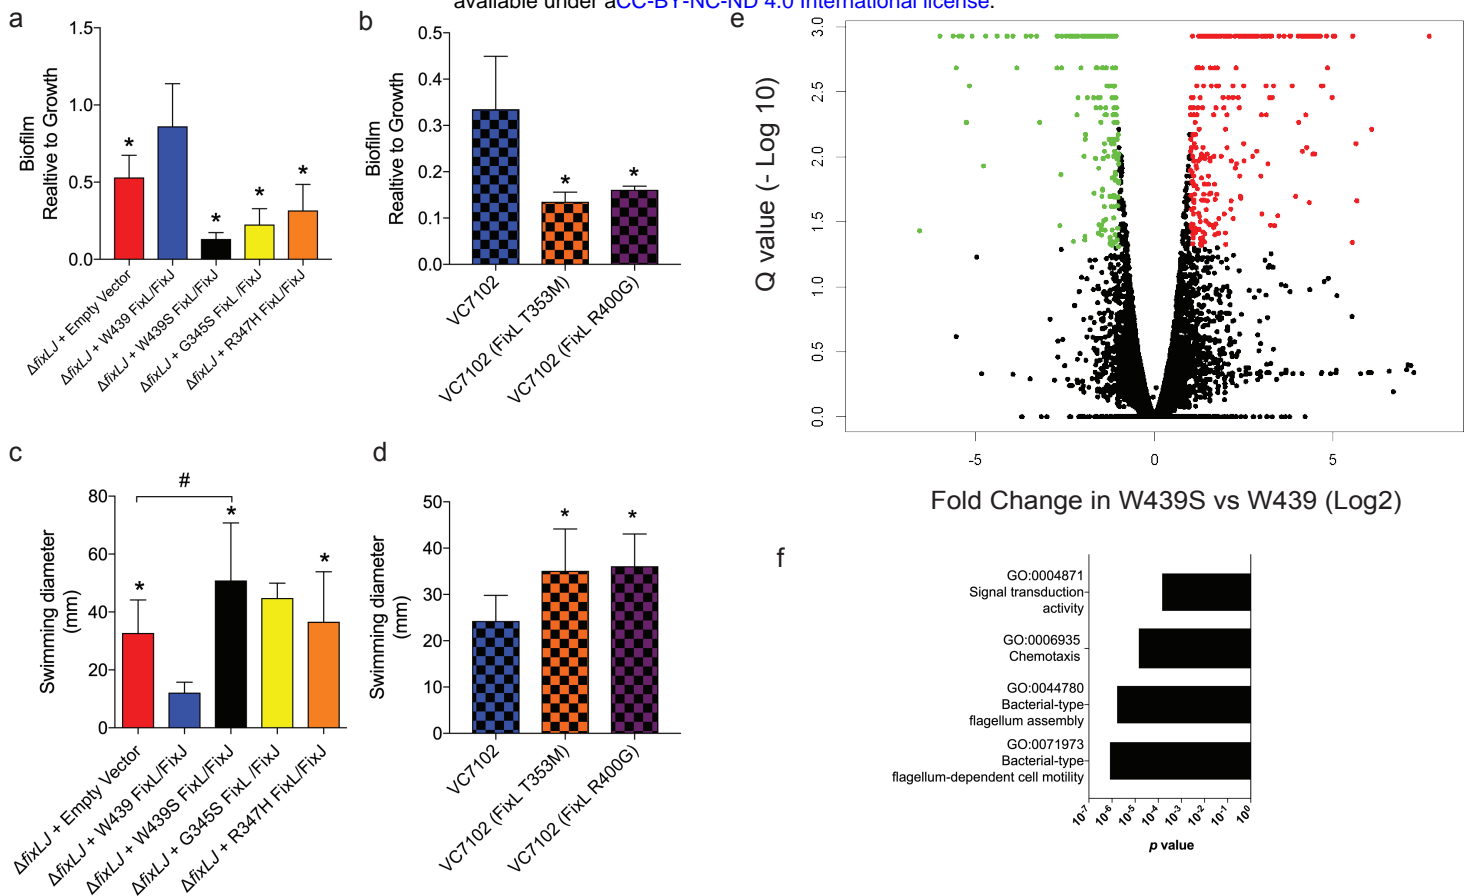 available under aCC-BY-NC-ND 4.0 International license.
a
1.5
1.0
0.5
0.0
Biofilm
Realtive to Growth
*
*
*
*
ΔfixLJ + Empty Vector
ΔfixLJ + W439 FixL/FixJ
ΔfixLJ + W439S FixL/FixJ
ΔfixLJ + G345S FixL /FixJ
ΔfixLJ + R347H FixL/FixJ
b
0.5
0.4
0.3
0.2
0.1
0.0
Biofilm
Realtive to Growth
*
*
VC7102
VC7102 (FixL T353M)
VC7102 (FixL R400G)
c
80
60
40
20
0
Swimming diameter
(mm)
#
*
*
*
ΔfixLJ + Empty Vector
ΔfixLJ + W439 FixL/FixJ
ΔfixLJ + W439S FixL/FixJ
ΔfixLJ + G345S FixL /FixJ
ΔfixLJ + R347H FixL/FixJ
d
50
40
30
20
10
0
Swimming diameter
(mm)
*
*
VC7102
VC7102 (FixL T353M)
VC7102 (FixL R400G)
e
3.0
2.5
2.0
1.5
1.0
0.5
0.0
Q value (- Log 10)
-5
0
5
Fold Change in W439S vs W439 (Log2)
f
GO:0004871
Signal transduction
activity
GO:0006935
Chemotaxis
GO:0044780
Bacterial-type
flagellum assembly
GO:0071973
Bacterial-type
flagellum-dependent cell motility
10-7
10-6
10-5
10-4
10-3
10-2
10-1
100
p value